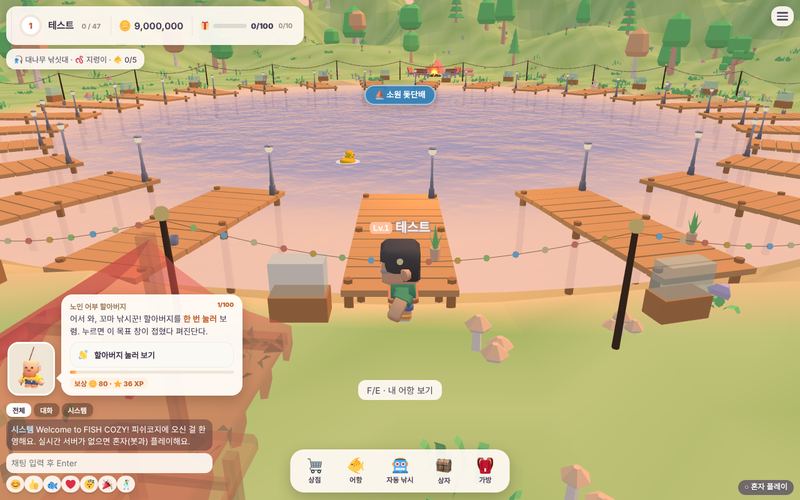 1 테스트 0 / 47 9,000,000 0/100 0/10
대나무 낚싯대 · 지렁이 · 0/5
소원 돛단배
Lv.1 테스트
노인 어부 할아버지 1/100
어서 와, 꼬마 낚시꾼! 할아버지를 한 번 눌러 보
렴. 누르면 이 목표 창이 접혔다 펴진단다.
할아버지 눌러 보기
보상 80 · 36 XP
F/E · 내 어항 보기
전체 대화 시스템
시스템 Welcome to FISH COZY! 피쉬코지에 오신 걸 환
영해요. 실시간 서버가 없으면 혼자(봇과) 플레이해요.
채팅 입력 후 Enter
상점 어항 자동 낚시 상자 가방
혼자 플레이